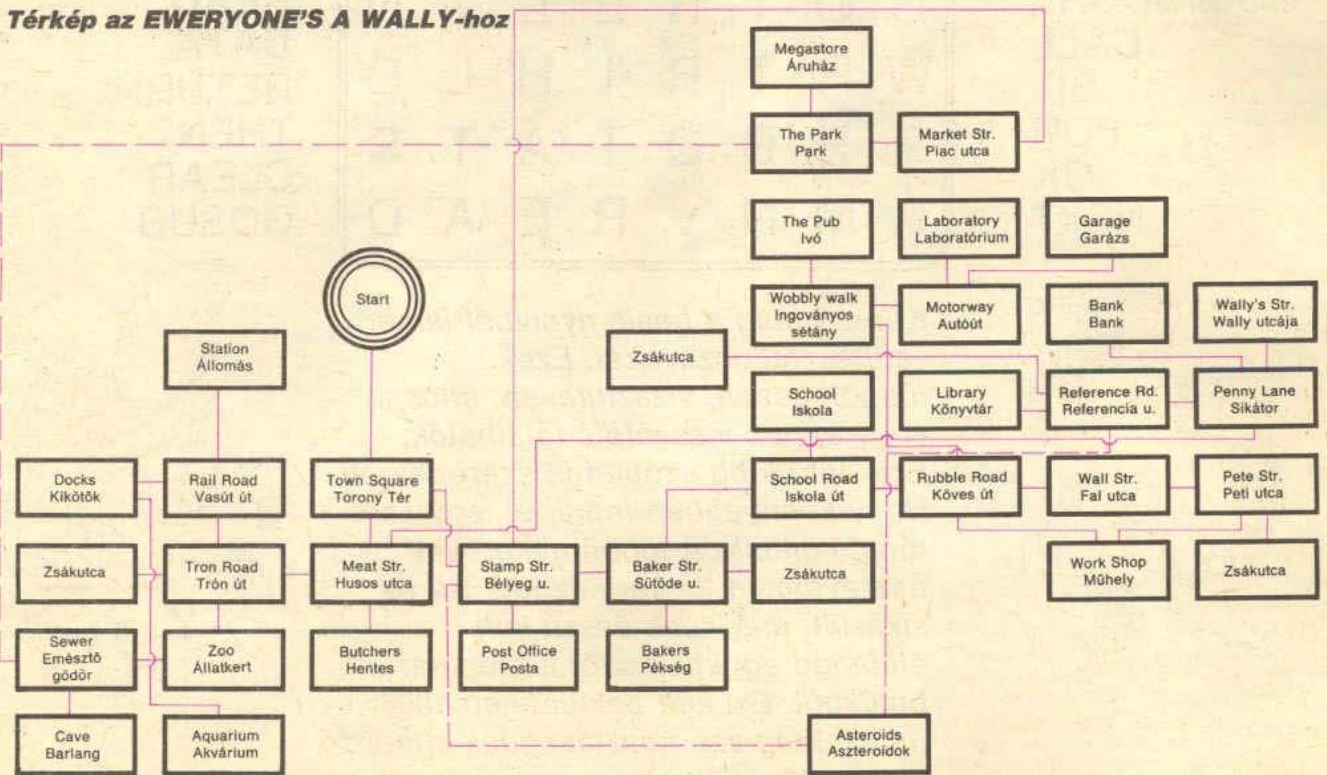 Térkép az EWERYONE'S A WALLY-hoz
Megastore
Áruház
The Park
Park
Market Str.
Piac utca
The Pub
Ivó
Laboratory
Laboratórium
Garage
Garázs
Start
Wobbly walk
Ingoványos
sétány
Motorway
Autóút
Bank
Bank
Wally's Str.
Wally utcája
Station
Állomás
Zsákutca
School
Iskola
Library
Könyvtár
Reference Rd.
Referencia u.
Penny Lane
Sikátor
Docks
Kikötők
Rail Road
Vasút út
Town Square
Torony Tér
School Road
Iskola út
Rubble Road
Köves út
Wall Str.
Fal utca
Pete Str.
Peti utca
Zsákutca
Tron Road
Trón út
Meat Str.
Husos utca
Stamp Str.
Bélyeg u.
Baker Str.
Sütöde u.
Zsákutca
Work Shop
Műhely
Zsákutca
Sewer
Emésztő
gödör
Zoo
Állatkert
Butchers
Hentes
Post Office
Posta
Bakers
Pékség
Cave
Barlang
Aquarium
Akvárium
Asteroids
Aszteroidok